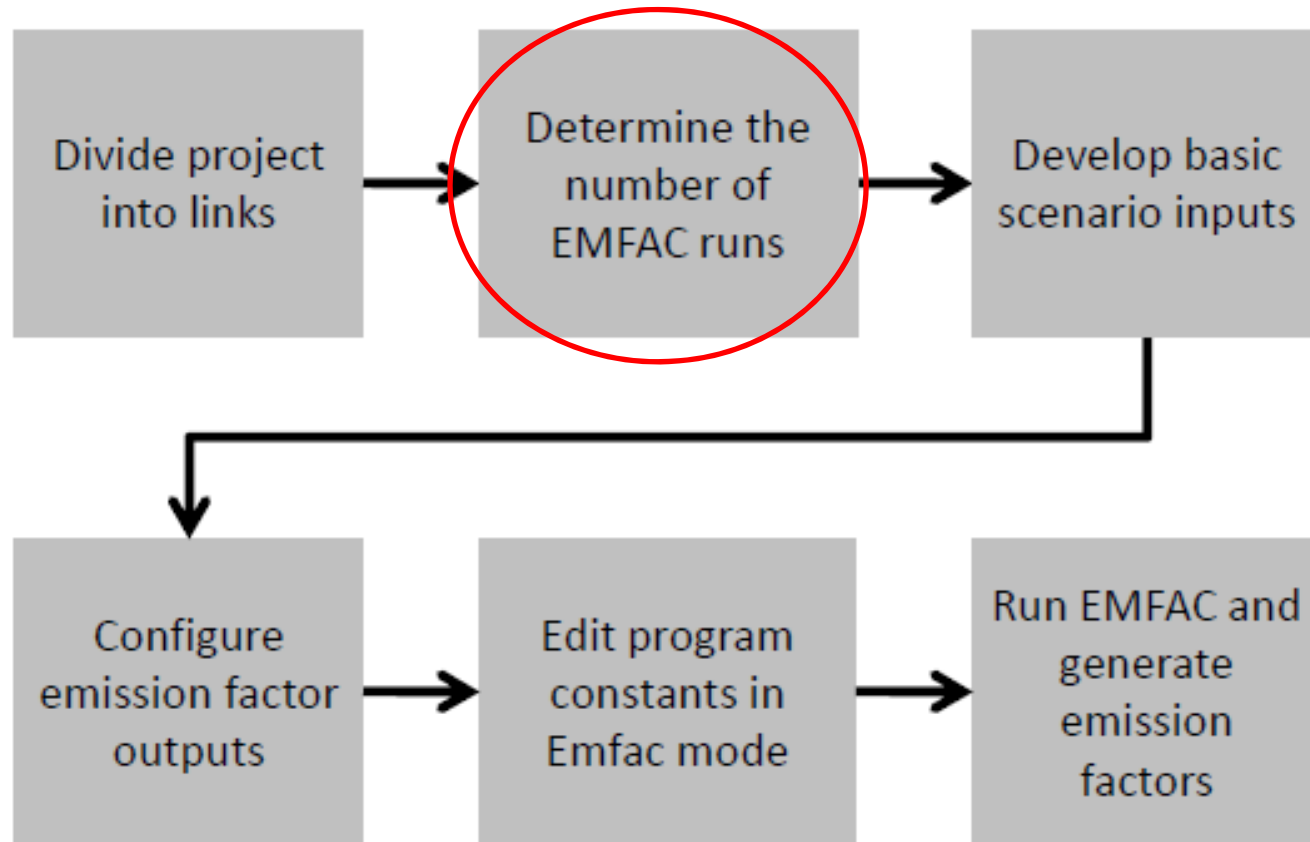 Divide project
into links
Determine the
number of
EMFAC runs
Develop basic
scenario inputs
Configure
emission factor
outputs
Edit program
constants in
Emfac mode
Run EMFAC and
generate
emission
factors